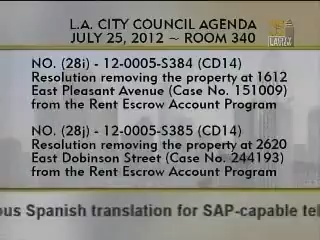 L.A. CITY COUNCIL AGENDA
JULY 25, 2012 ~ ROOM 340
NO. (28i) - 12-0005-S384 (CD14)
Resolution removing the property at 1612
East Pleasant Avenue (Case No. 151009)
from the Rent Escrow Account Program
NO. (28j) - 12-0005-S385 (CD14)
Resolution removing the property at 2620
East Dobinson Street (Case No. 244193)
from the Rent Escrow Account Program
ous Spanish translation for SAP-capable tel